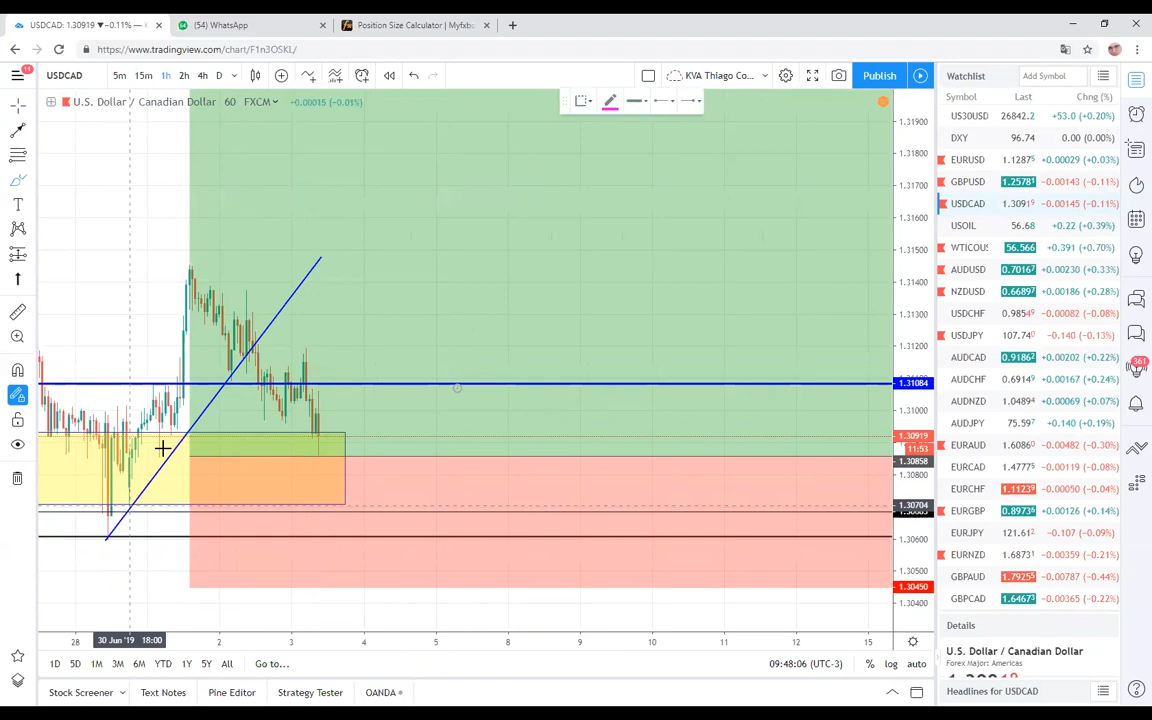 USDCAD: 1.30919 ▼−0.11% — K
(54) WhatsApp
Position Size Calculator | Myfxbo
https://www.tradingview.com/chart/F1n3OSKL/
11
USDCAD
5m 15m 1h 2h 4h D
KVA Thiago Co...
Publish
Watchlist
Add Symbol
Symbol Last Chng (%)
U.S. Dollar / Canadian Dollar 60 FXCM +0.00015 (+0.01%)
US30USD 26842.2 +53.0 (+0.20%)
DXY 96.74 0.00 (0.00%)
EURUSD 1.12875 +0.00029 (+0.03%)
GBPUSD 1.25781 −0.00143 (−0.11%)
USDCAD 1.30919 −0.00145 (−0.11%)
USOIL 56.68 +0.22 (+0.39%)
WTICOUS 56.566 +0.391 (+0.70%)
AUDUSD 0.70167 +0.00230 (+0.33%)
NZDUSD 0.66897 +0.00186 (+0.28%)
USDCHF 0.98549 −0.00082 (−0.08%)
USDJPY 107.740 −0.140 (−0.13%)
AUDCAD 0.91862 +0.00202 (+0.22%)
AUDCHF 0.69149 +0.00167 (+0.24%)
AUDNZD 1.04894 +0.00069 (+0.07%)
AUDJPY 75.597 +0.140 (+0.19%)
EURAUD 1.60860 −0.00482 (−0.30%)
EURCAD 1.47775 −0.00119 (−0.08%)
EURCHF 1.11239 −0.00050 (−0.04%)
EURGBP 0.89736 +0.00126 (+0.14%)
EURJPY 121.612 −0.107 (−0.09%)
EURNZD 1.68731 −0.00359 (−0.21%)
GBPAUD 1.79255 −0.00787 (−0.44%)
GBPCAD 1.64673 −0.00365 (−0.22%)
361
1.31900
1.31800
1.31700
1.31600
1.31500
1.31400
1.31300
1.31200
1.31084
1.31000
1.30919
11:53
1.30858
1.30800
1.30704
1.30600
1.30500
1.30450
1.30400
28 30 Jun '19 18:00 2 3 4 5 6 7 8 9 10 11 12 15
1D 5D 1M 3M 6M YTD 1Y 5Y All Go to...
09:48:06 (UTC-3) % log auto
Stock Screener Text Notes Pine Editor Strategy Tester OANDA
Details
U.S. Dollar / Canadian Dollar
Forex Major: Americas
Headlines for USDCAD